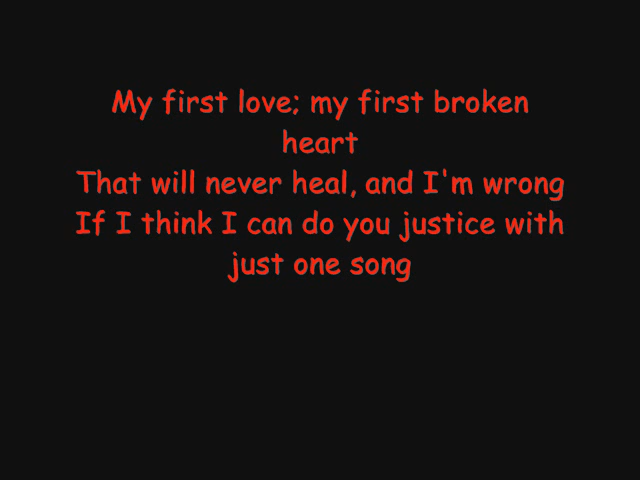 My first love; my first broken
heart
That will never heal, and I'm wrong
If I think I can do you justice with
just one song